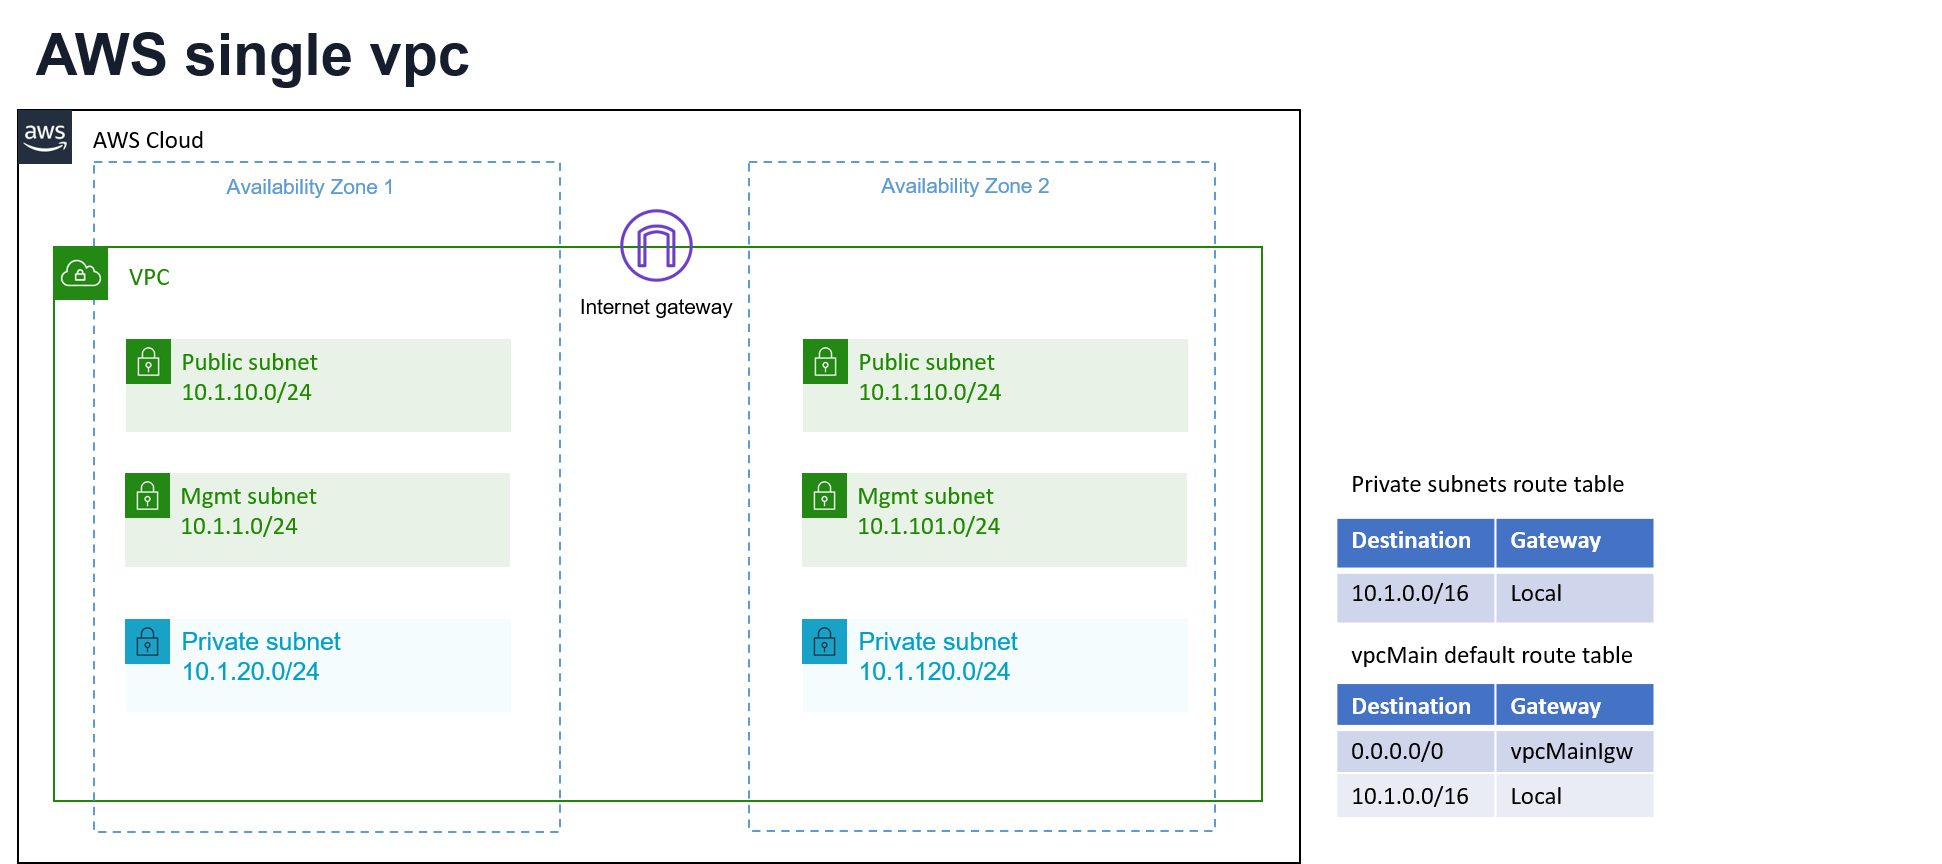 AWS single vpc
aws
AWS Cloud
Availability Zone 1
Availability Zone 2
VPC
Internet gateway
Public subnet
10.1.10.0/24
Public subnet
10.1.110.0/24
Mgmt subnet
10.1.1.0/24
Mgmt subnet
10.1.101.0/24
Private subnet
10.1.20.0/24
Private subnet
10.1.120.0/24
Private subnets route table
Destination Gateway
10.1.0.0/16 Local
vpcMain default route table
Destination Gateway
0.0.0.0/0 vpcMainIgw
10.1.0.0/16 Local